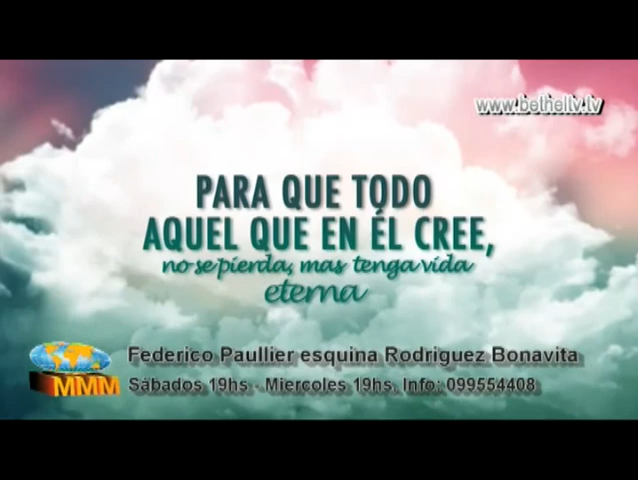 www.betheltv.tv
PARA QUE TODO
AQUEL QUE EN ÉL CREE,
no se pierda, mas tenga vida
eterna
Federico Paullier esquina Rodriguez Bonavita
MMM
Sábados 19hs - Miercoles 19hs. Info: 099554408